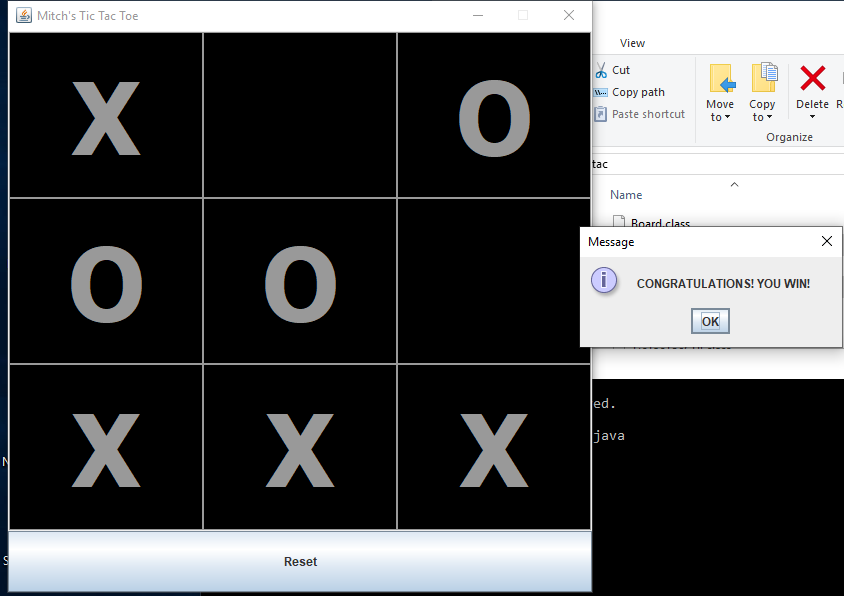 Mitch's Tic Tac Toe
View
Cut
Copy path
Paste shortcut
Move to
Copy to
Delete
Organize
tac
Name
Board.class
X O
O O
X X X
Message
CONGRATULATIONS! YOU WIN!
OK
ed.
java
Reset